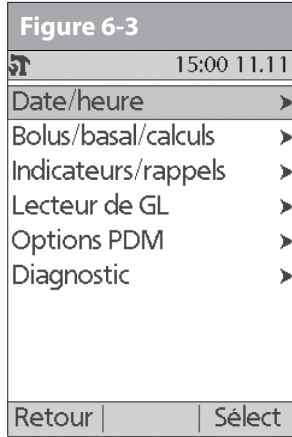 Figure 6-3
15:00 11.11
Date/heure
Bolus/basal/calculs
Indicateurs/rappels
Lecteur de GL
Options PDM
Diagnostic
Retour | | Sélect